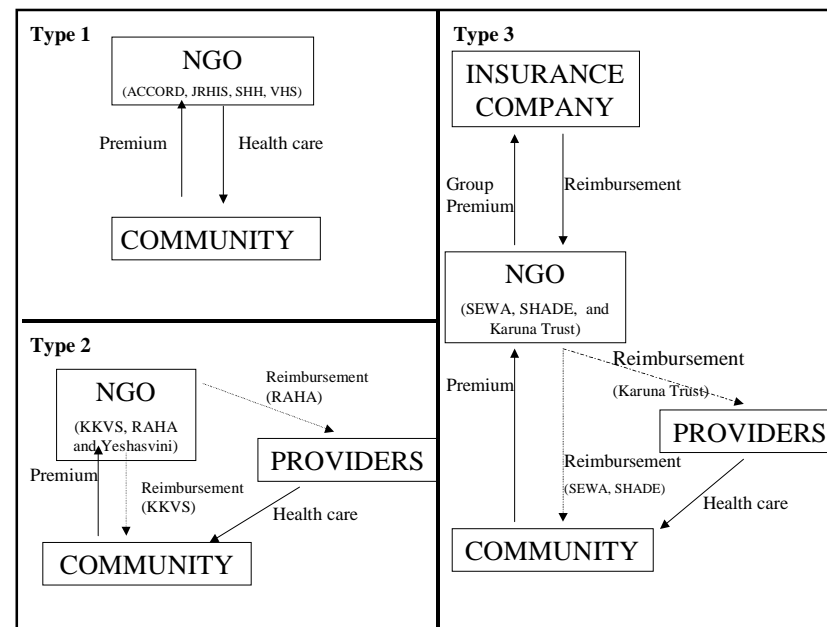 Type 1
NGO
(ACCORD, JRHIS, SHH, VHS)
Premium
Health care
COMMUNITY
Type 2
NGO
(KKVS, RAHA
and Yeshasvini)
Reimbursement
(RAHA)
PROVIDERS
Premium
Reimbursement
(KKVS)
Health care
COMMUNITY
Type 3
INSURANCE
COMPANY
Group
Premium
Reimbursement
NGO
(SEWA, SHADE, and
Karuna Trust)
Reimbursement
(Karuna Trust)
Premium
PROVIDERS
Reimbursement
(SEWA, SHADE)
Health care
COMMUNITY